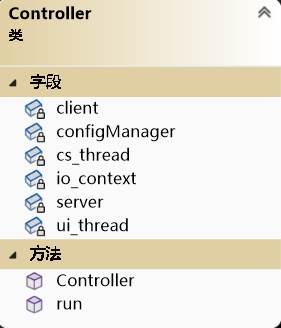 Controller
类
字段
client
configManager
cs_thread
io_context
server
ui_thread
方法
Controller
run